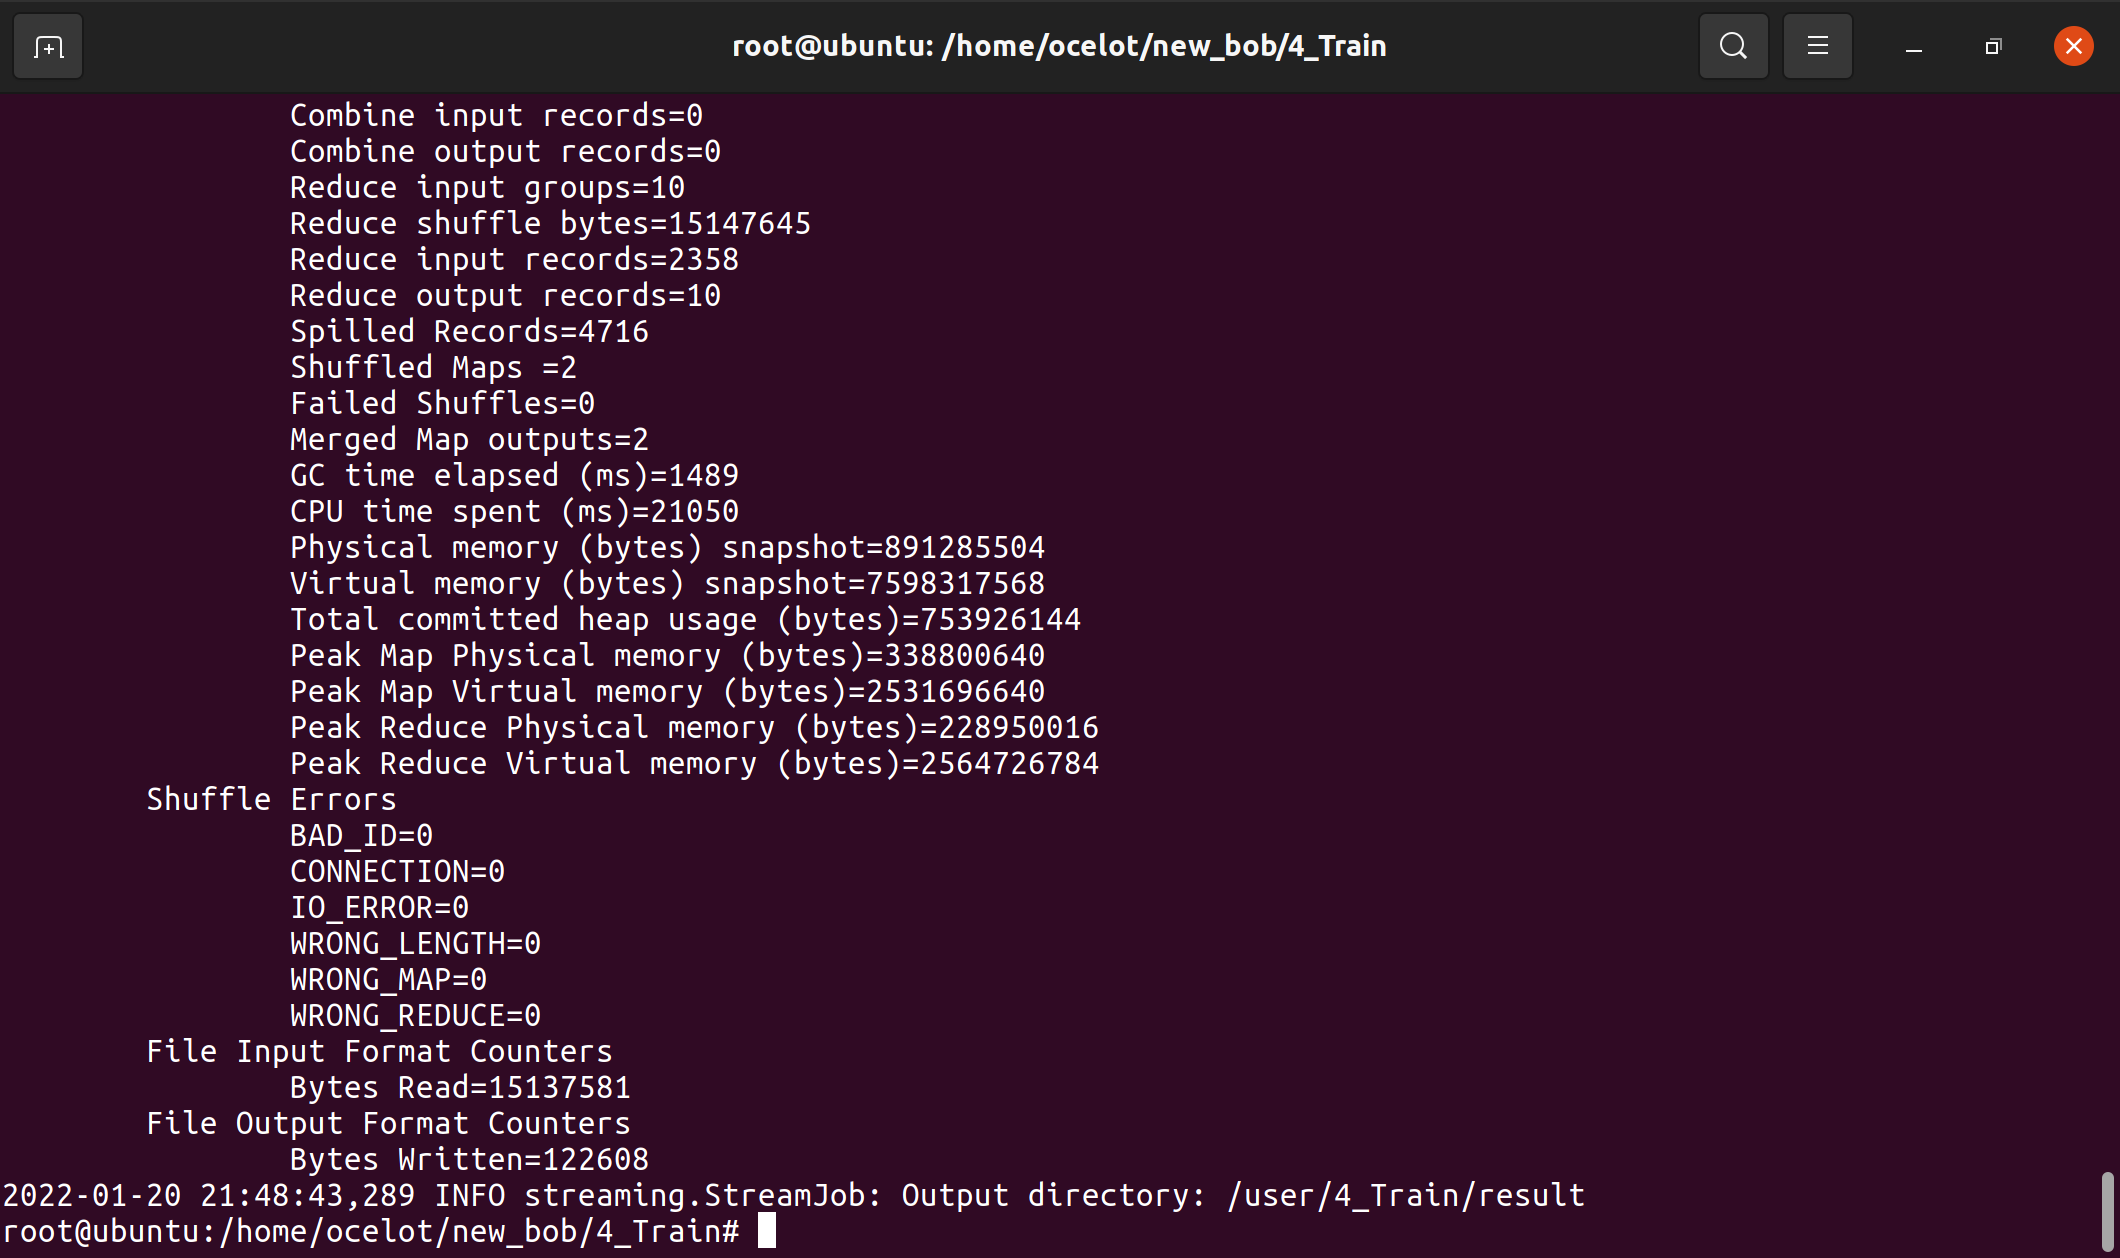 root@ubuntu: /home/ocelot/new_bob/4_Train
Combine input records=0
Combine output records=0
Reduce input groups=10
Reduce shuffle bytes=15147645
Reduce input records=2358
Reduce output records=10
Spilled Records=4716
Shuffled Maps =2
Failed Shuffles=0
Merged Map outputs=2
GC time elapsed (ms)=1489
CPU time spent (ms)=21050
Physical memory (bytes) snapshot=891285504
Virtual memory (bytes) snapshot=7598317568
Total committed heap usage (bytes)=753926144
Peak Map Physical memory (bytes)=338800640
Peak Map Virtual memory (bytes)=2531696640
Peak Reduce Physical memory (bytes)=228950016
Peak Reduce Virtual memory (bytes)=2564726784
Shuffle Errors
BAD_ID=0
CONNECTION=0
IO_ERROR=0
WRONG_LENGTH=0
WRONG_MAP=0
WRONG_REDUCE=0
File Input Format Counters
Bytes Read=15137581
File Output Format Counters
Bytes Written=122608
2022-01-20 21:48:43,289 INFO streaming.StreamJob: Output directory: /user/4_Train/result
root@ubuntu:/home/ocelot/new_bob/4_Train#